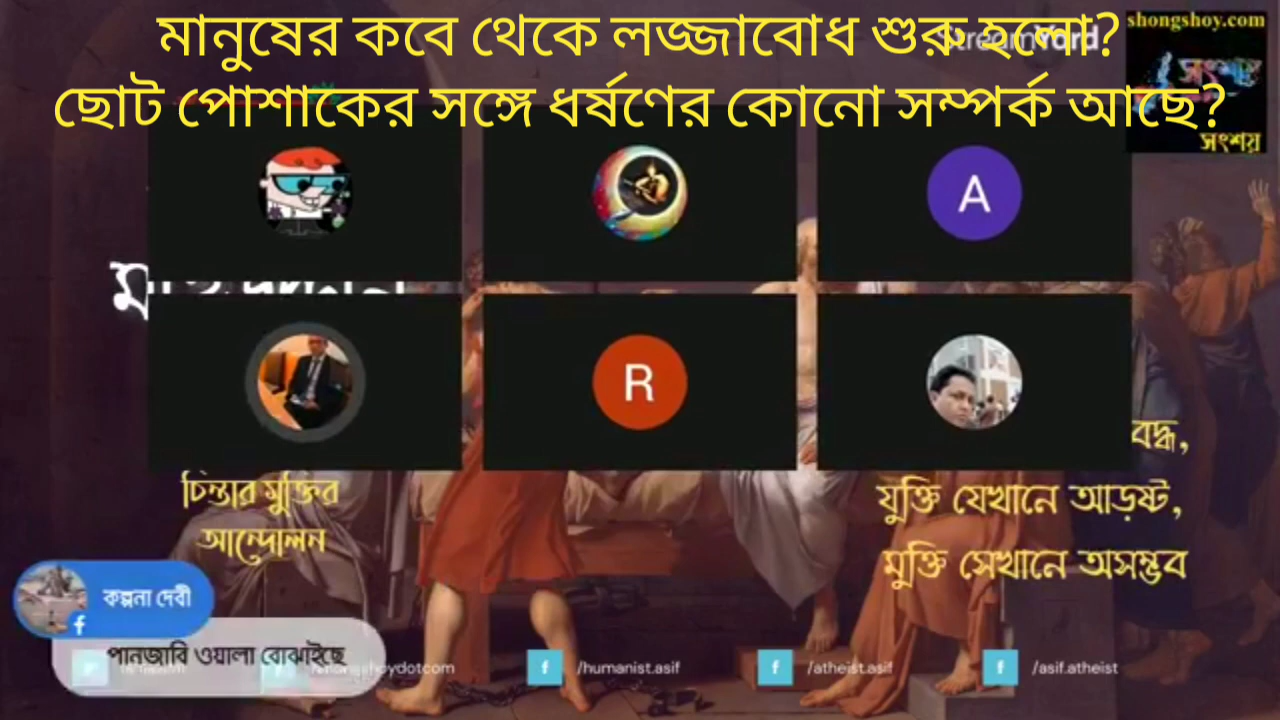 মানুষের কবে থেকে লজ্জাবোধ শুরু হলো?
ছোট পোশাকের সঙ্গে ধর্ষণের কোনো সম্পর্ক আছে?
shongshoy.com
সংশয়
সংশয়
A
R
বদ্ধ,
চিন্তার মুক্তির
আন্দোলন
যুক্তি যেখানে আড়ষ্ট,
মুক্তি সেখানে অসম্ভব
কল্পনা দেবী
পানজাবি ওয়ালা বোঝাইছে
/humanist.asif
/atheist.asif
/asif.atheist